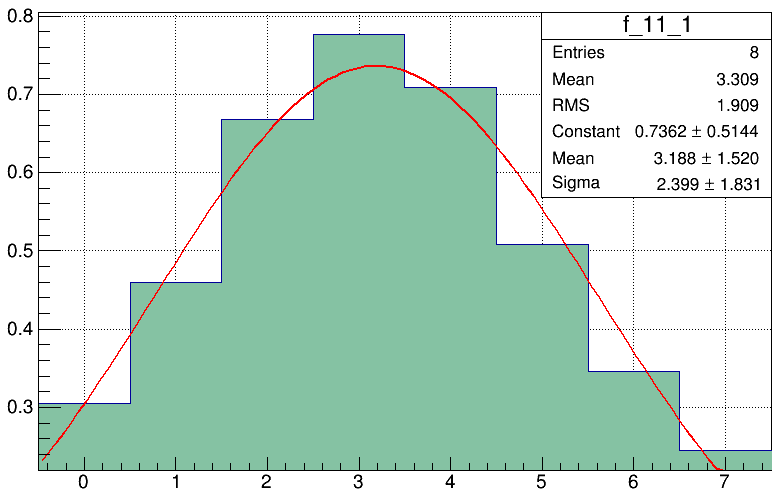 f_11_1
Entries 8
Mean 3.309
RMS 1.909
Constant 0.7362 ± 0.5144
Mean 3.188 ± 1.520
Sigma 2.399 ± 1.831
0.8
0.7
0.6
0.5
0.4
0.3
0 1 2 3 4 5 6 7